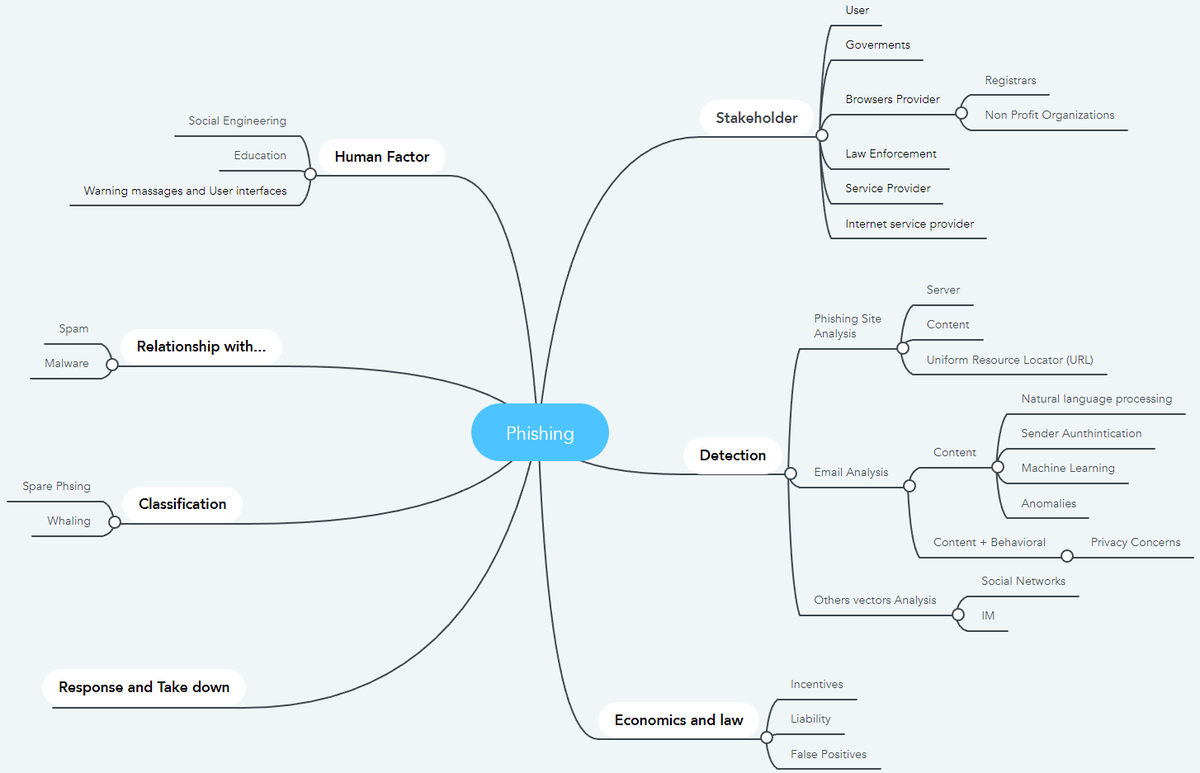 Phishing
Stakeholder
User
Goverments
Browsers Provider
Registrars
Non Profit Organizations
Law Enforcement
Service Provider
Internet service provider
Detection
Phishing Site
Analysis
Server
Content
Uniform Resource Locator (URL)
Email Analysis
Content
Natural language processing
Sender Aunthintication
Machine Learning
Anomalies
Content + Behavioral
Privacy Concerns
Others vectors Analysis
Social Networks
IM
Economics and law
Incentives
Liability
False Positives
Human Factor
Social Engineering
Education
Warning massages and User interfaces
Relationship with...
Spam
Malware
Classification
Spare Phsing
Whaling
Response and Take down